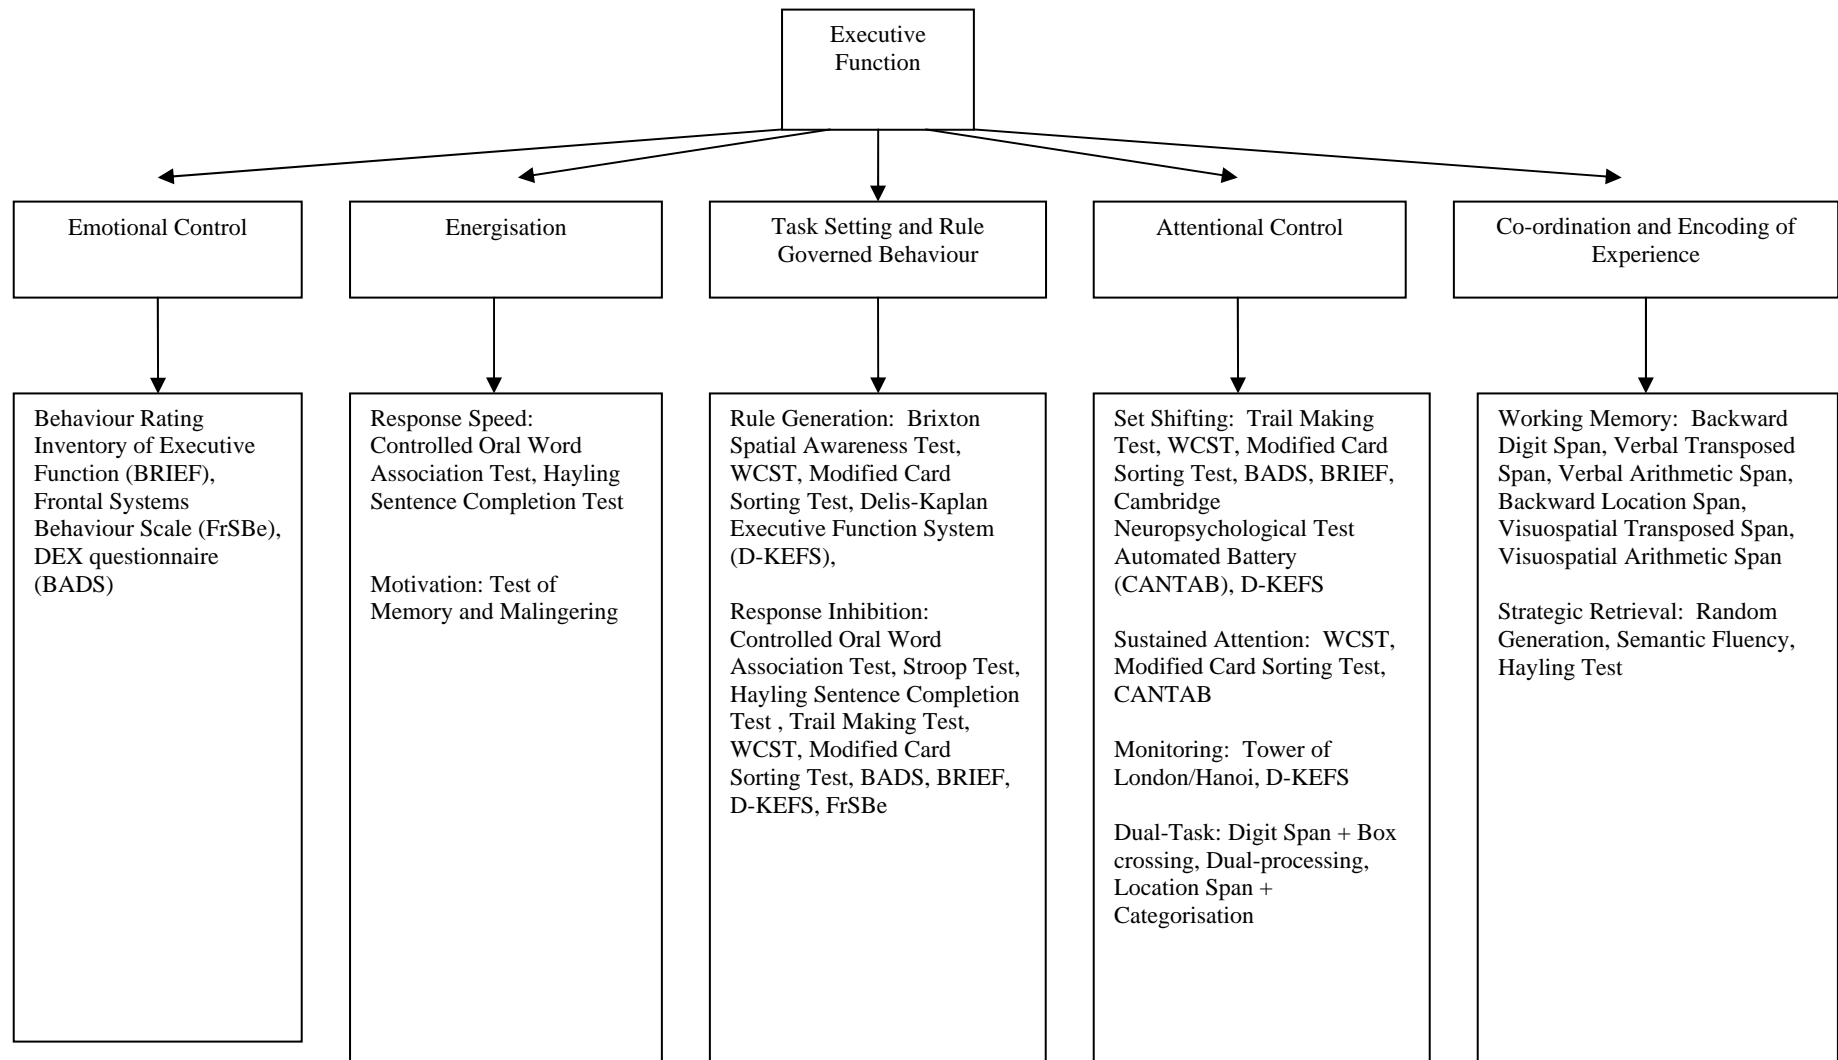 Executive
Function
Emotional Control
Energisation
Task Setting and Rule
Governed Behaviour
Attentional Control
Co-ordination and Encoding of
Experience
Behaviour Rating
Inventory of Executive
Function (BRIEF),
Frontal Systems
Behaviour Scale (FrSBe),
DEX questionnaire
(BADS)
Response Speed:
Controlled Oral Word
Association Test, Hayling
Sentence Completion Test
Motivation: Test of
Memory and Malingering
Rule Generation:  Brixton
Spatial Awareness Test,
WCST, Modified Card
Sorting Test, Delis-Kaplan
Executive Function System
(D-KEFS),
Response Inhibition:
Controlled Oral Word
Association Test, Stroop Test,
Hayling Sentence Completion
Test , Trail Making Test,
WCST, Modified Card
Sorting Test, BADS, BRIEF,
D-KEFS, FrSBe
Set Shifting:  Trail Making
Test, WCST, Modified Card
Sorting Test, BADS, BRIEF,
Cambridge
Neuropsychological Test
Automated Battery
(CANTAB), D-KEFS
Sustained Attention:  WCST,
Modified Card Sorting Test,
CANTAB
Monitoring:  Tower of
London/Hanoi, D-KEFS
Dual-Task: Digit Span + Box
crossing, Dual-processing,
Location Span +
Categorisation
Working Memory:  Backward
Digit Span, Verbal Transposed
Span, Verbal Arithmetic Span,
Backward Location Span,
Visuospatial Transposed Span,
Visuospatial Arithmetic Span
Strategic Retrieval:  Random
Generation, Semantic Fluency,
Hayling Test